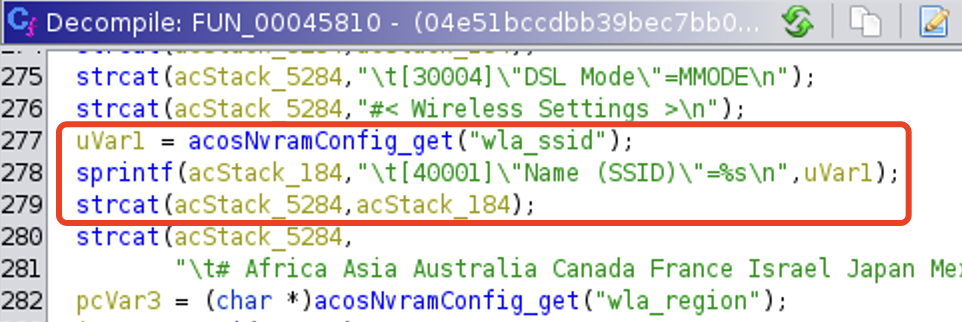 Decompile: FUN_00045810 - (04e51bccdbb39bec7bb0...
275 strcat(acStack_5284,"\t[30004]\"DSL Mode\"=MMODE\n");
276 strcat(acStack_5284,"#< Wireless Settings >\n");
277 uVar1 = acosNvramConfig_get("wla_ssid");
278 sprintf(acStack_184,"\t[40001]\"Name (SSID)\"=%s\n",uVar1);
279 strcat(acStack_5284,acStack_184);
280 strcat(acStack_5284,
281 "\t# Africa Asia Australia Canada France Israel Japan Me
282 pcVar3 = (char *)acosNvramConfig_get("wla_region");